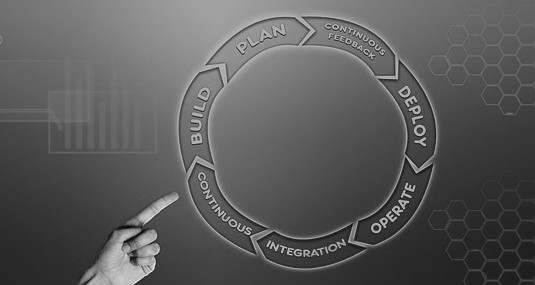 PLAN
CONTINUOUS
FEEDBACK
DEPLOY
OPERATE
INTEGRATION
CONTINUOUS
BUILD